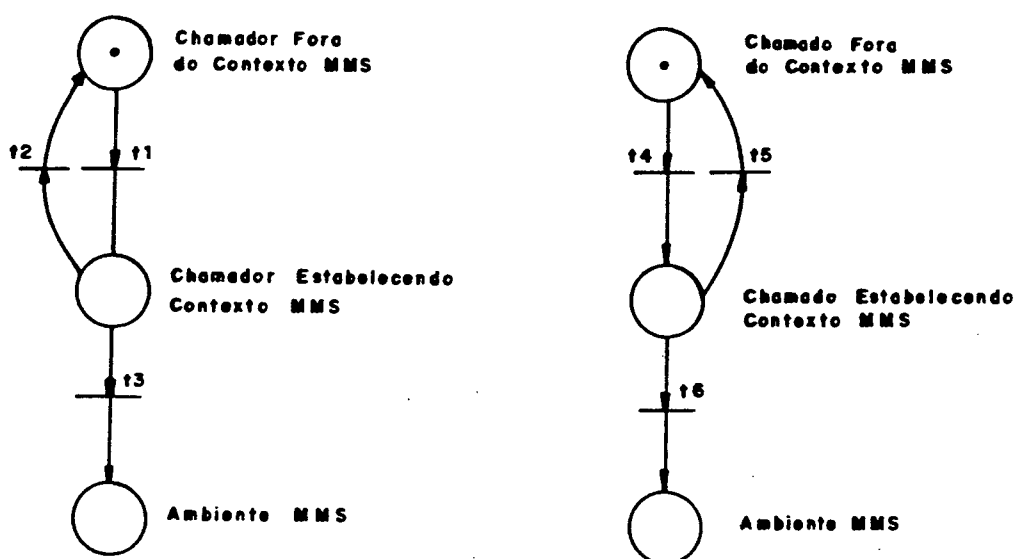 Chamador Fora
do Contexto MMS
t2
t1
Chamador Estabelecendo
Contexto MMS
t3
Ambiente MMS
Chamado Fora
do Contexto MMS
t4
t5
Chamado Estabelecendo
Contexto MMS
t6
Ambiente MMS